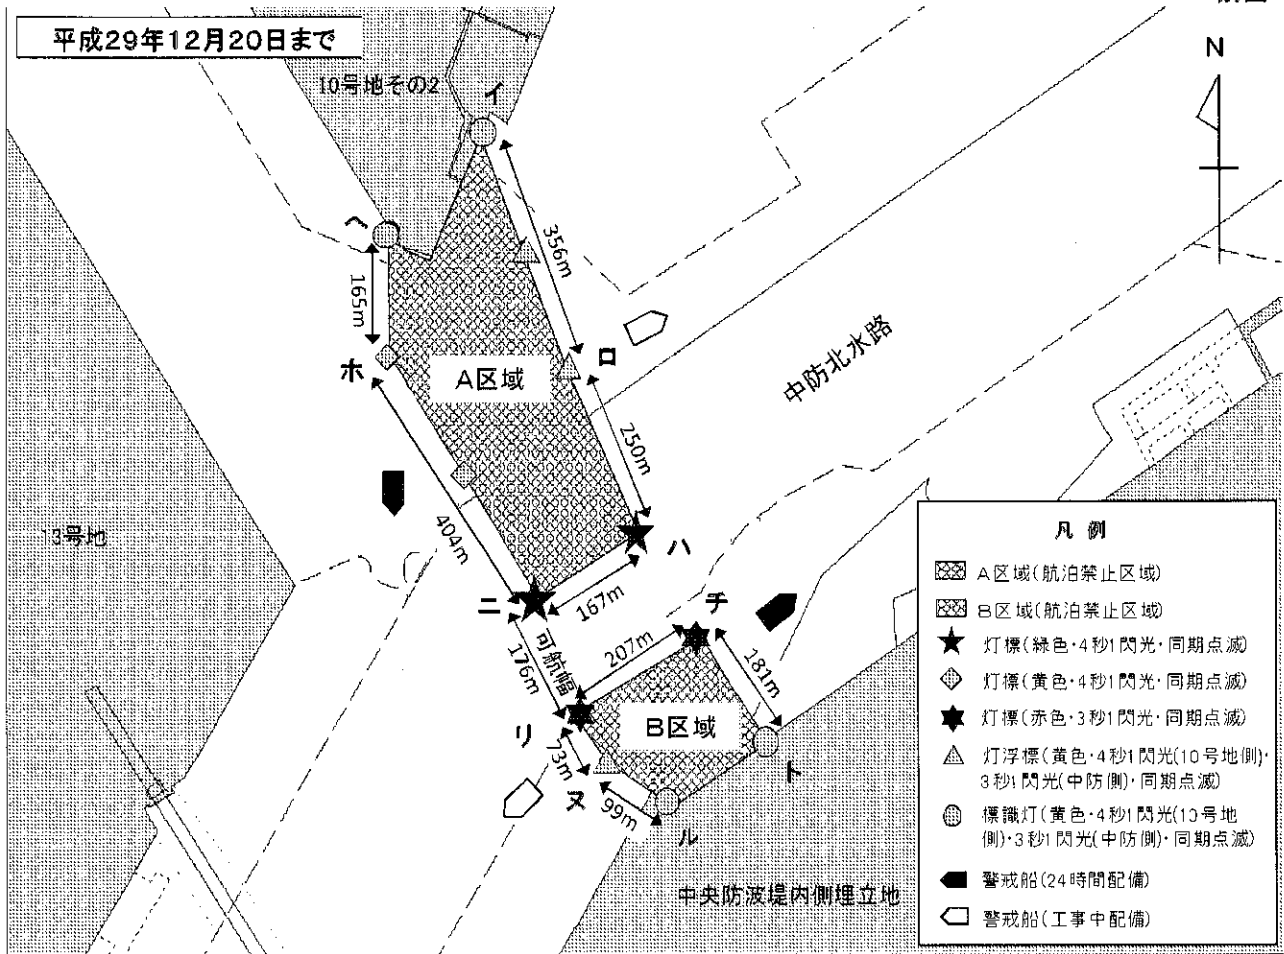 平成29年12月20日まで
N
10号地その2
イ
ヘ
356m
165m
ロ
ホ
A区域
中防北水路
250m
404m
13号地
ハ
ニ
167m
チ
可航幅
176m
207m
181m
B区域
リ
73m
ト
ヌ
99m
ル
中央防波堤内側埋立地
凡例
A区域(航泊禁止区域)
B区域(航泊禁止区域)
灯標(緑色・4秒1閃光・同期点滅)
灯標(黄色・4秒1閃光・同期点滅)
灯標(赤色・3秒1閃光・同期点滅)
灯浮標(黄色・4秒1閃光(10号地側)・
3秒1閃光(中防側)・同期点滅)
標識灯(黄色・4秒1閃光(10号地
側)・3秒1閃光(中防側)・同期点滅)
警戒船(24時間配備)
警戒船(工事中配備)